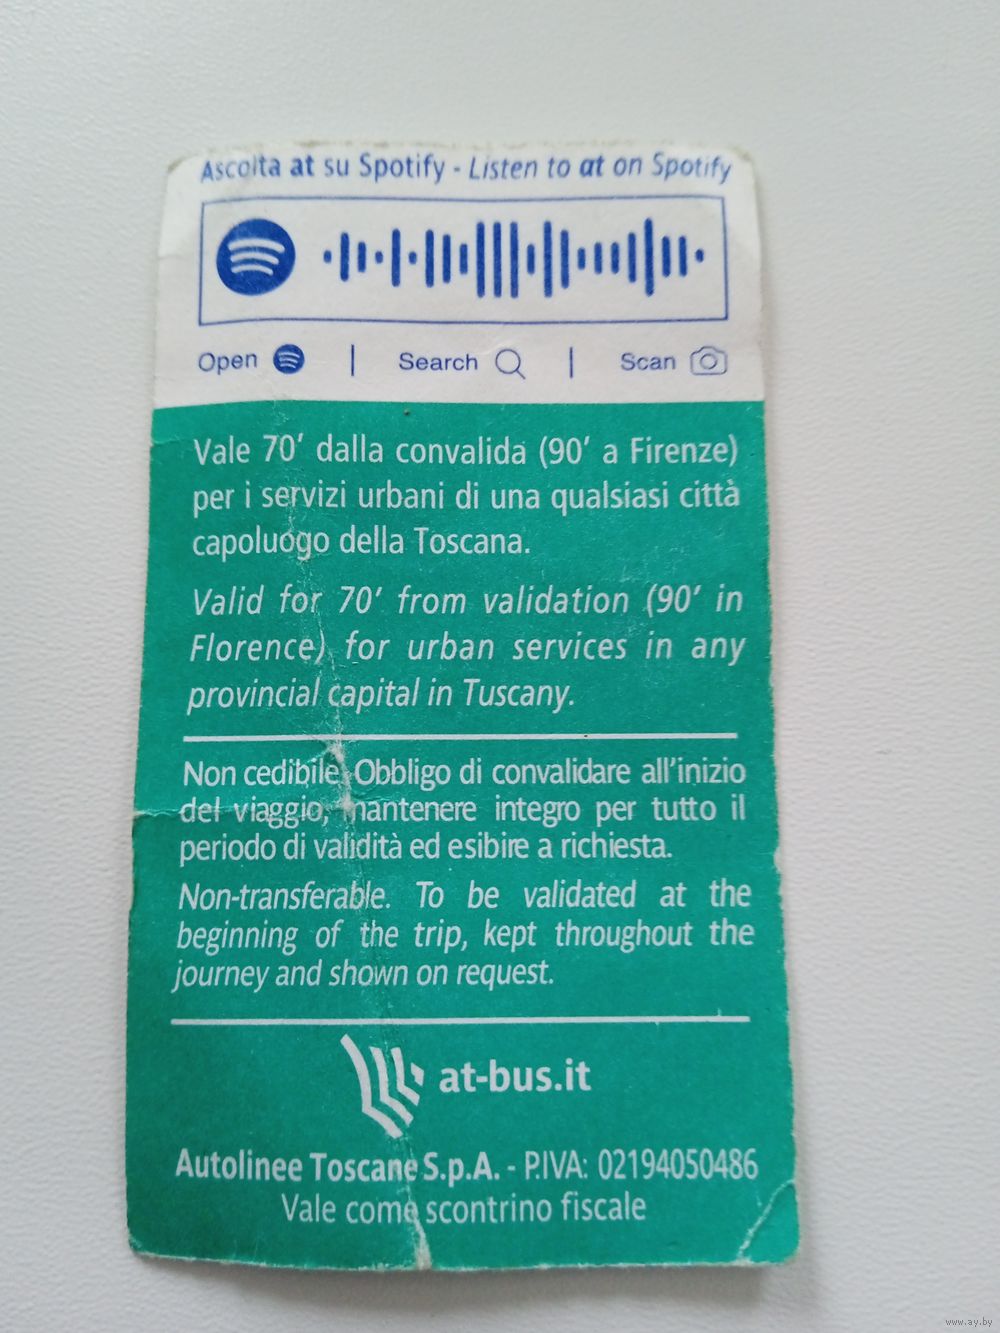 Ascolta at su Spotify - Listen to at on Spotify
Open
Search
Scan
Vale 70' dalla convalida (90' a Firenze)
per i servizi urbani di una qualsiasi città
capoluogo della Toscana.
Valid for 70' from validation (90' in
Florence) for urban services in any
provincial capital in Tuscany.
Non cedibile. Obbligo di convalidare all'inizio
del viaggio, mantenere integro per tutto il
periodo di validità ed esibire a richiesta.
Non-transferable. To be validated at the
beginning of the trip, kept throughout the
journey and shown on request.
at-bus.it
Autolinee Toscane S.p.A. - P.IVA: 02194050486
Vale come scontrino fiscale
www.ay.by